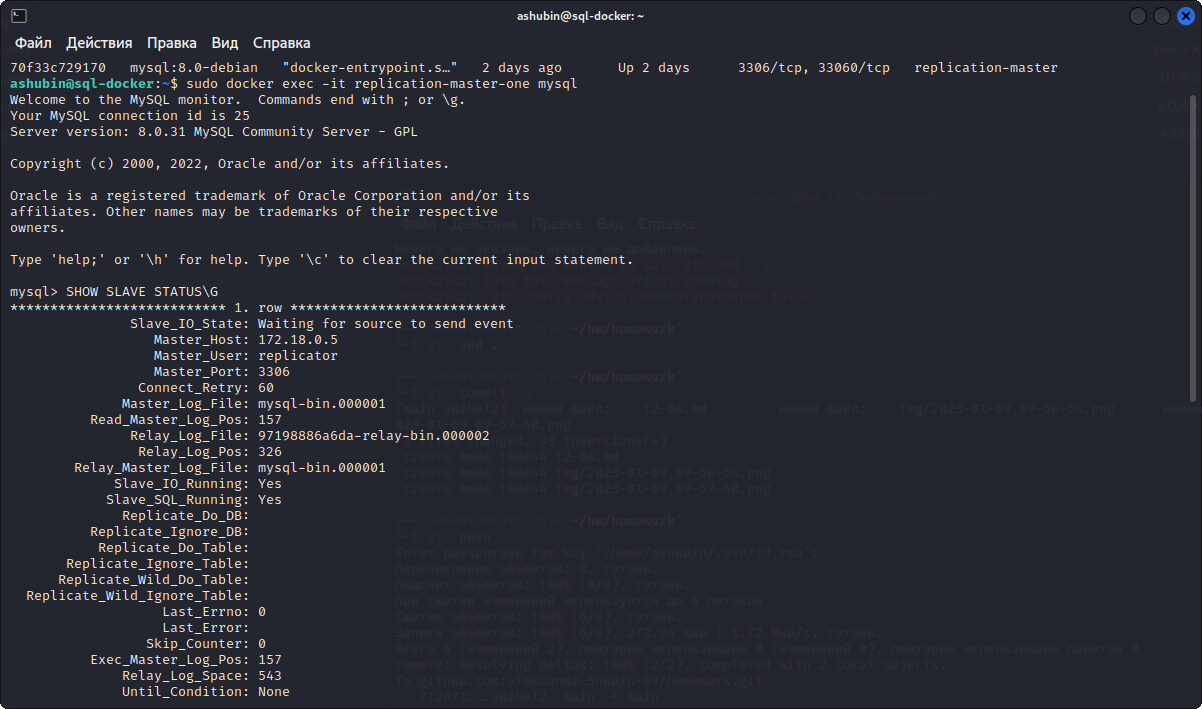 ashubin@sql-docker: ~
Файл Действия Правка Вид Справка
70f33c729170 mysql:8.0-debian "docker-entrypoint.s…" 2 days ago Up 2 days 3306/tcp, 33060/tcp replication-master
ashubin@sql-docker:~$ sudo docker exec -it replication-master-one mysql
Welcome to the MySQL monitor. Commands end with ; or \g.
Your MySQL connection id is 25
Server version: 8.0.31 MySQL Community Server - GPL
Copyright (c) 2000, 2022, Oracle and/or its affiliates.
Oracle is a registered trademark of Oracle Corporation and/or its
affiliates. Other names may be trademarks of their respective
owners.
Type 'help;' or '\h' for help. Type '\c' to clear the current input statement.
mysql> SHOW SLAVE STATUS\G
*************************** 1. row ***************************
Slave_IO_State: Waiting for source to send event
Master_Host: 172.18.0.5
Master_User: replicator
Master_Port: 3306
Connect_Retry: 60
Master_Log_File: mysql-bin.000001
Read_Master_Log_Pos: 157
Relay_Log_File: 97198886a6da-relay-bin.000002
Relay_Log_Pos: 326
Relay_Master_Log_File: mysql-bin.000001
Slave_IO_Running: Yes
Slave_SQL_Running: Yes
Replicate_Do_DB:
Replicate_Ignore_DB:
Replicate_Do_Table:
Replicate_Ignore_Table:
Replicate_Wild_Do_Table:
Replicate_Wild_Ignore_Table:
Last_Errno: 0
Last_Error:
Skip_Counter: 0
Exec_Master_Log_Pos: 157
Relay_Log_Space: 543
Until_Condition: None